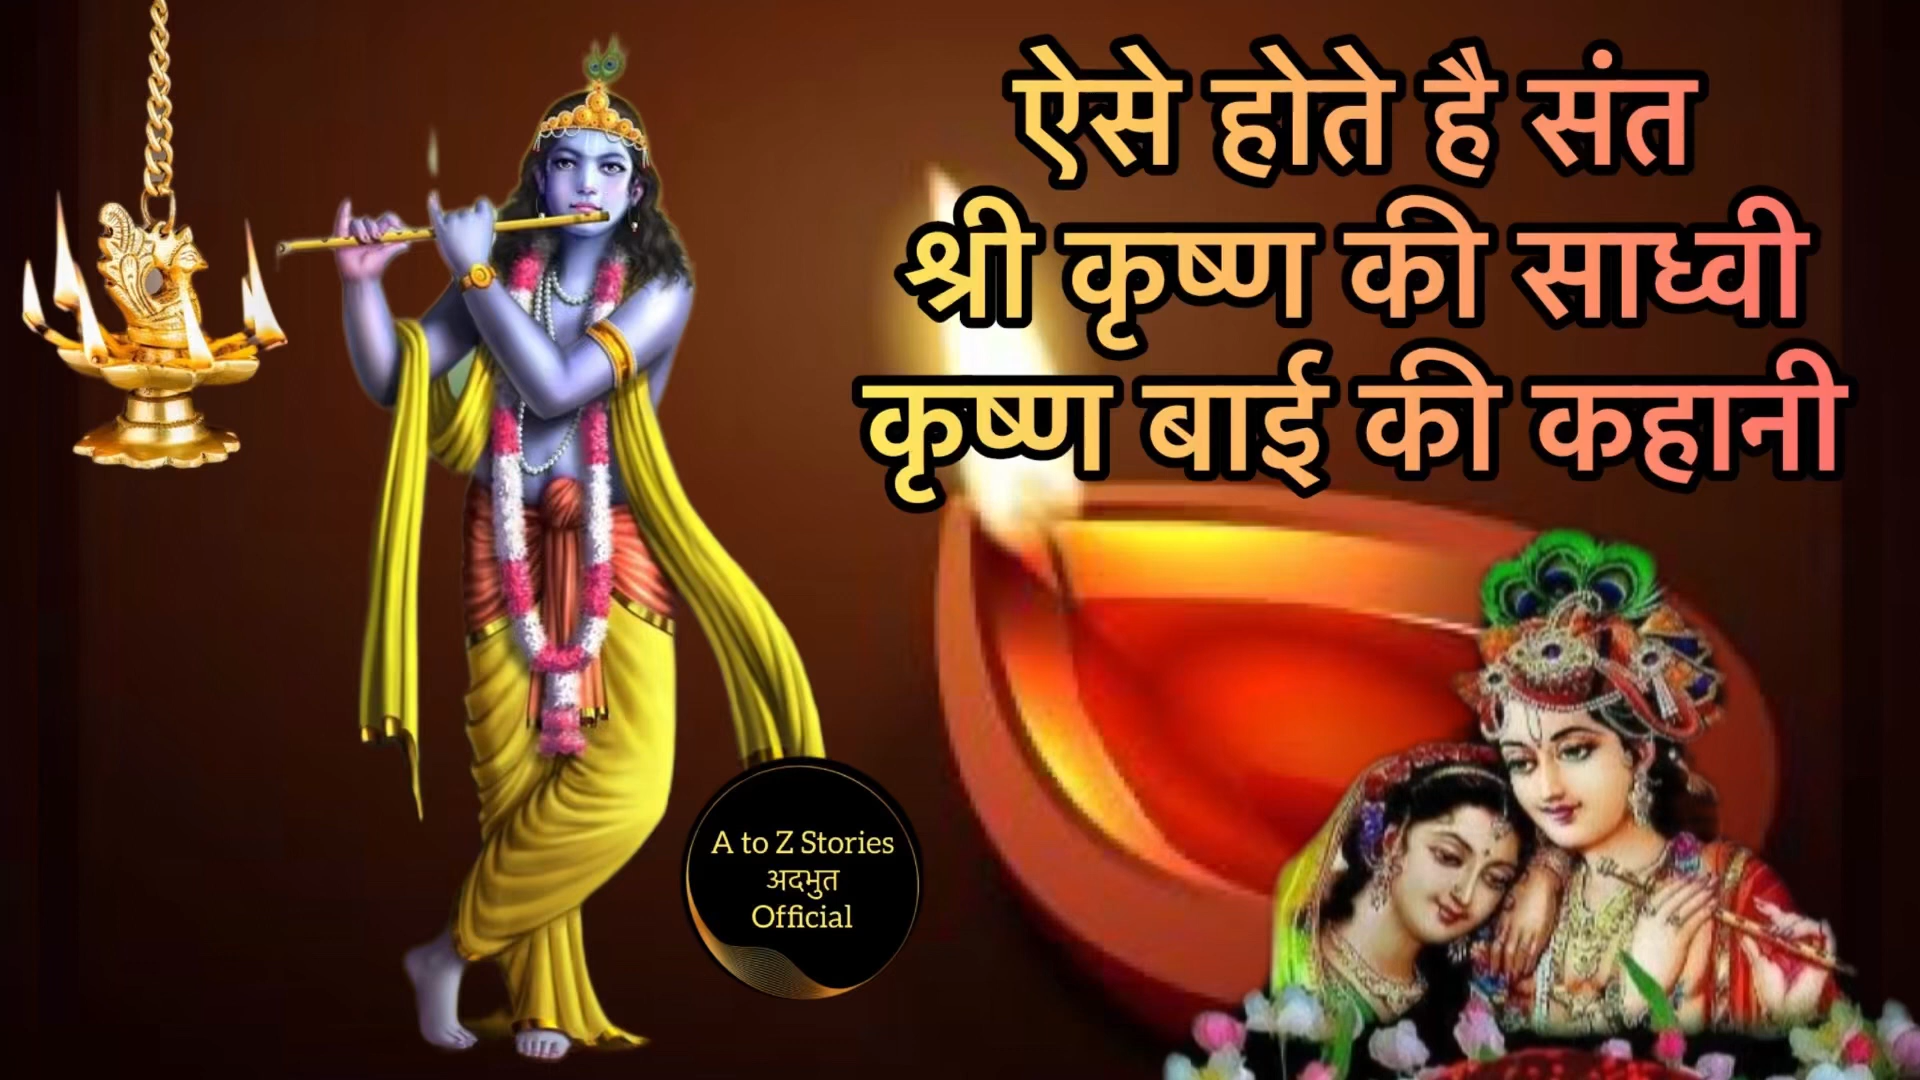 ऐसे होते है संत
श्री कृष्ण की साध्वी
कृष्ण बाई की कहानी
A to Z Stories
अदभुत
Official